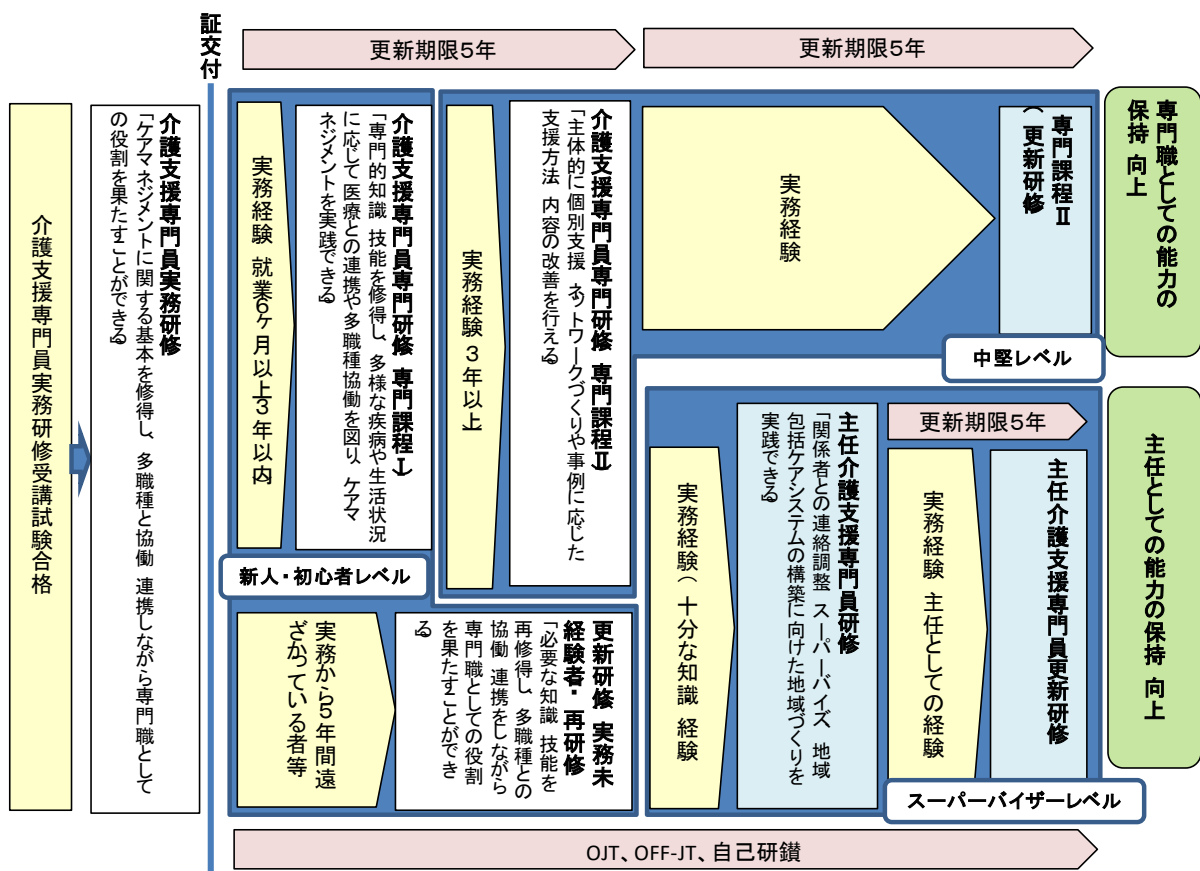 証交付
更新期限5年
更新期限5年
介護支援専門員実務研修受講試験合格
介護支援専門員実務研修
「ケアマネジメントに関する基本を修得し、多職種と協働 連携しながら専門職として
の役割を果たすことができる」
実務経験 就業6ヶ月以上3年以内)
介護支援専門員専門研修 専門課程Ⅰ)
「専門的知識 技能を修得し、多様な疾病や生活状況
に応じて医療との連携や多職種協働を図り、ケアマ
ネジメントを実践できる」
新人・初心者レベル
実務経験 3年以上)
介護支援専門員専門研修 専門課程Ⅱ)
「主体的に個別支援 ネットワークづくりや事例に応じた
支援方法 内容の改善を行える」
実務経験
専門課程Ⅱ
(更新研修
中堅レベル
専門職としての能力の
保持 向上
実務から5年間遠
ざかっている者等
更新研修 実務未
経験者・再研修
「必要な知識 技能を
再修得し、多職種との
協働 連携をしながら
専門職としての役割
を果たすことができ
る」
実務経験(十分な知識 経験
主任介護支援専門員研修
「関係者との連絡調整 スーパーバイズ 地域
包括ケアシステムの構築に向けた地域づくりを
実践できる」
更新期限5年
実務経験 主任としての経験
主任介護支援専門員更新研修
スーパーバイザーレベル
主任としての能力の保持 向上
OJT、OFF-JT、自己研鑚